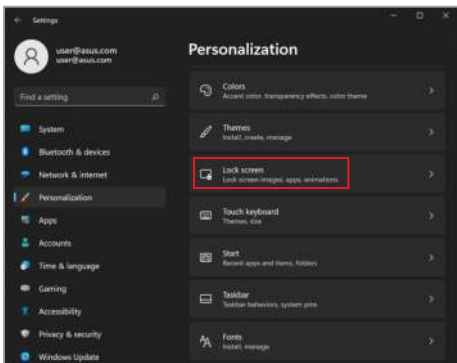 Settings
user@asus.com
user@asus.com
Find a setting
System
Bluetooth & devices
Network & internet
Personalization
Apps
Accounts
Time & language
Gaming
Accessibility
Privacy & security
Windows Update
Personalization
Colors
Accent color, transparency effects, color theme
Themes
Install, create, manage
Lock screen
Lock screen images, apps, animations
Touch keyboard
Themes, size
Start
Recent apps and items, folders
Taskbar
Taskbar behaviors, system pins
Fonts
Install, manage